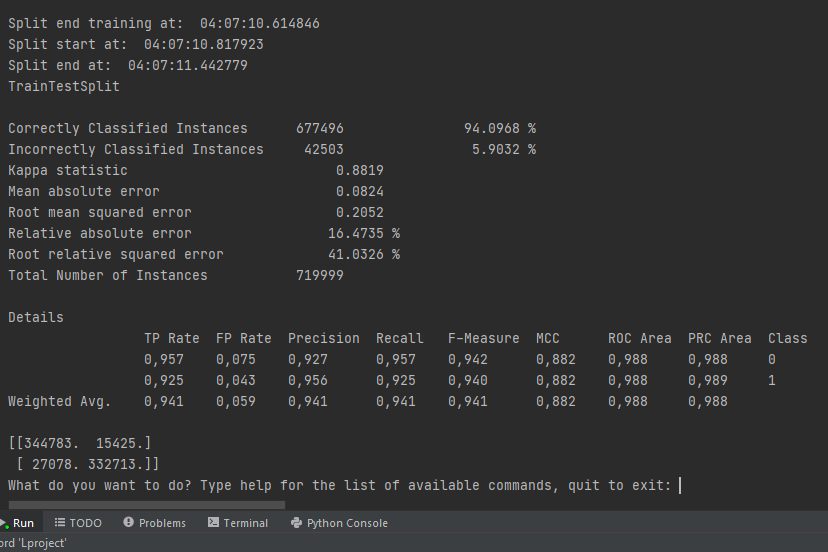 Split end training at:  04:07:10.614846
Split start at:  04:07:10.817923
Split end at:  04:07:11.442779
TrainTestSplit
Correctly Classified Instances      677496               94.0968 %
Incorrectly Classified Instances     42503                5.9032 %
Kappa statistic                          0.8819
Mean absolute error                      0.0824
Root mean squared error                  0.2052
Relative absolute error                 16.4735 %
Root relative squared error             41.0326 %
Total Number of Instances           719999
Details
                 TP Rate  FP Rate  Precision  Recall   F-Measure  MCC      ROC Area  PRC Area  Class
                 0,957    0,075    0,927      0,957    0,942      0,882    0,988     0,988     0
                 0,925    0,043    0,956      0,925    0,940      0,882    0,988     0,989     1
Weighted Avg.    0,941    0,059    0,941      0,941    0,941      0,882    0,988     0,988
[[344783.  15425.]
 [ 27078. 332713.]]
What do you want to do? Type help for the list of available commands, quit to exit:
Run TODO Problems Terminal Python Console
ord 'Lproject'